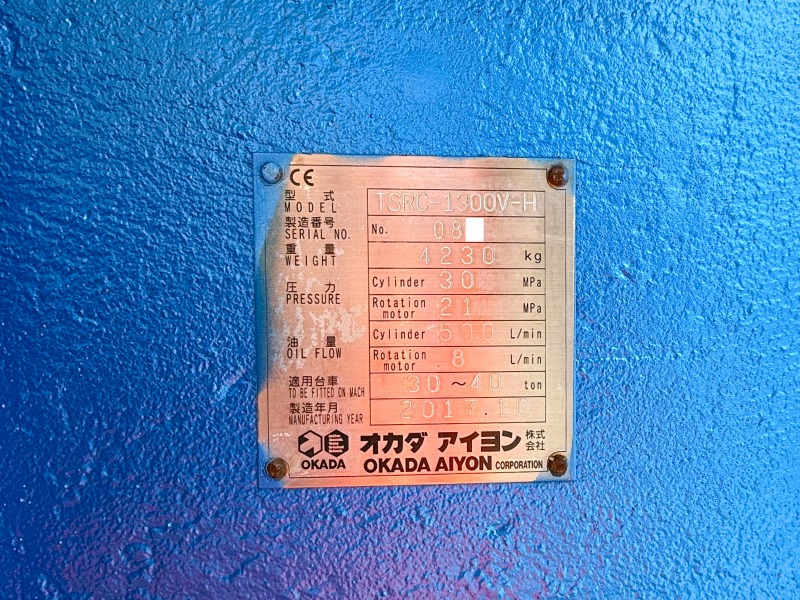 CE
型式 TSRC-1300V-H
MODEL
製造番号 No. 08
SERIAL NO.
重量 4230 kg
WEIGHT
圧力 Cylinder 30 MPa
PRESSURE Rotation motor 21 MPa
油量 Cylinder 500 L/min
OIL FLOW Rotation motor 8 L/min
適用台車 30～40 ton
TO BE FITTED ON MACH
製造年月 2017.10
MANUFACTURING YEAR
オカダ アイヨン 株式会社
OKADA OKADA AIYON CORPORATION